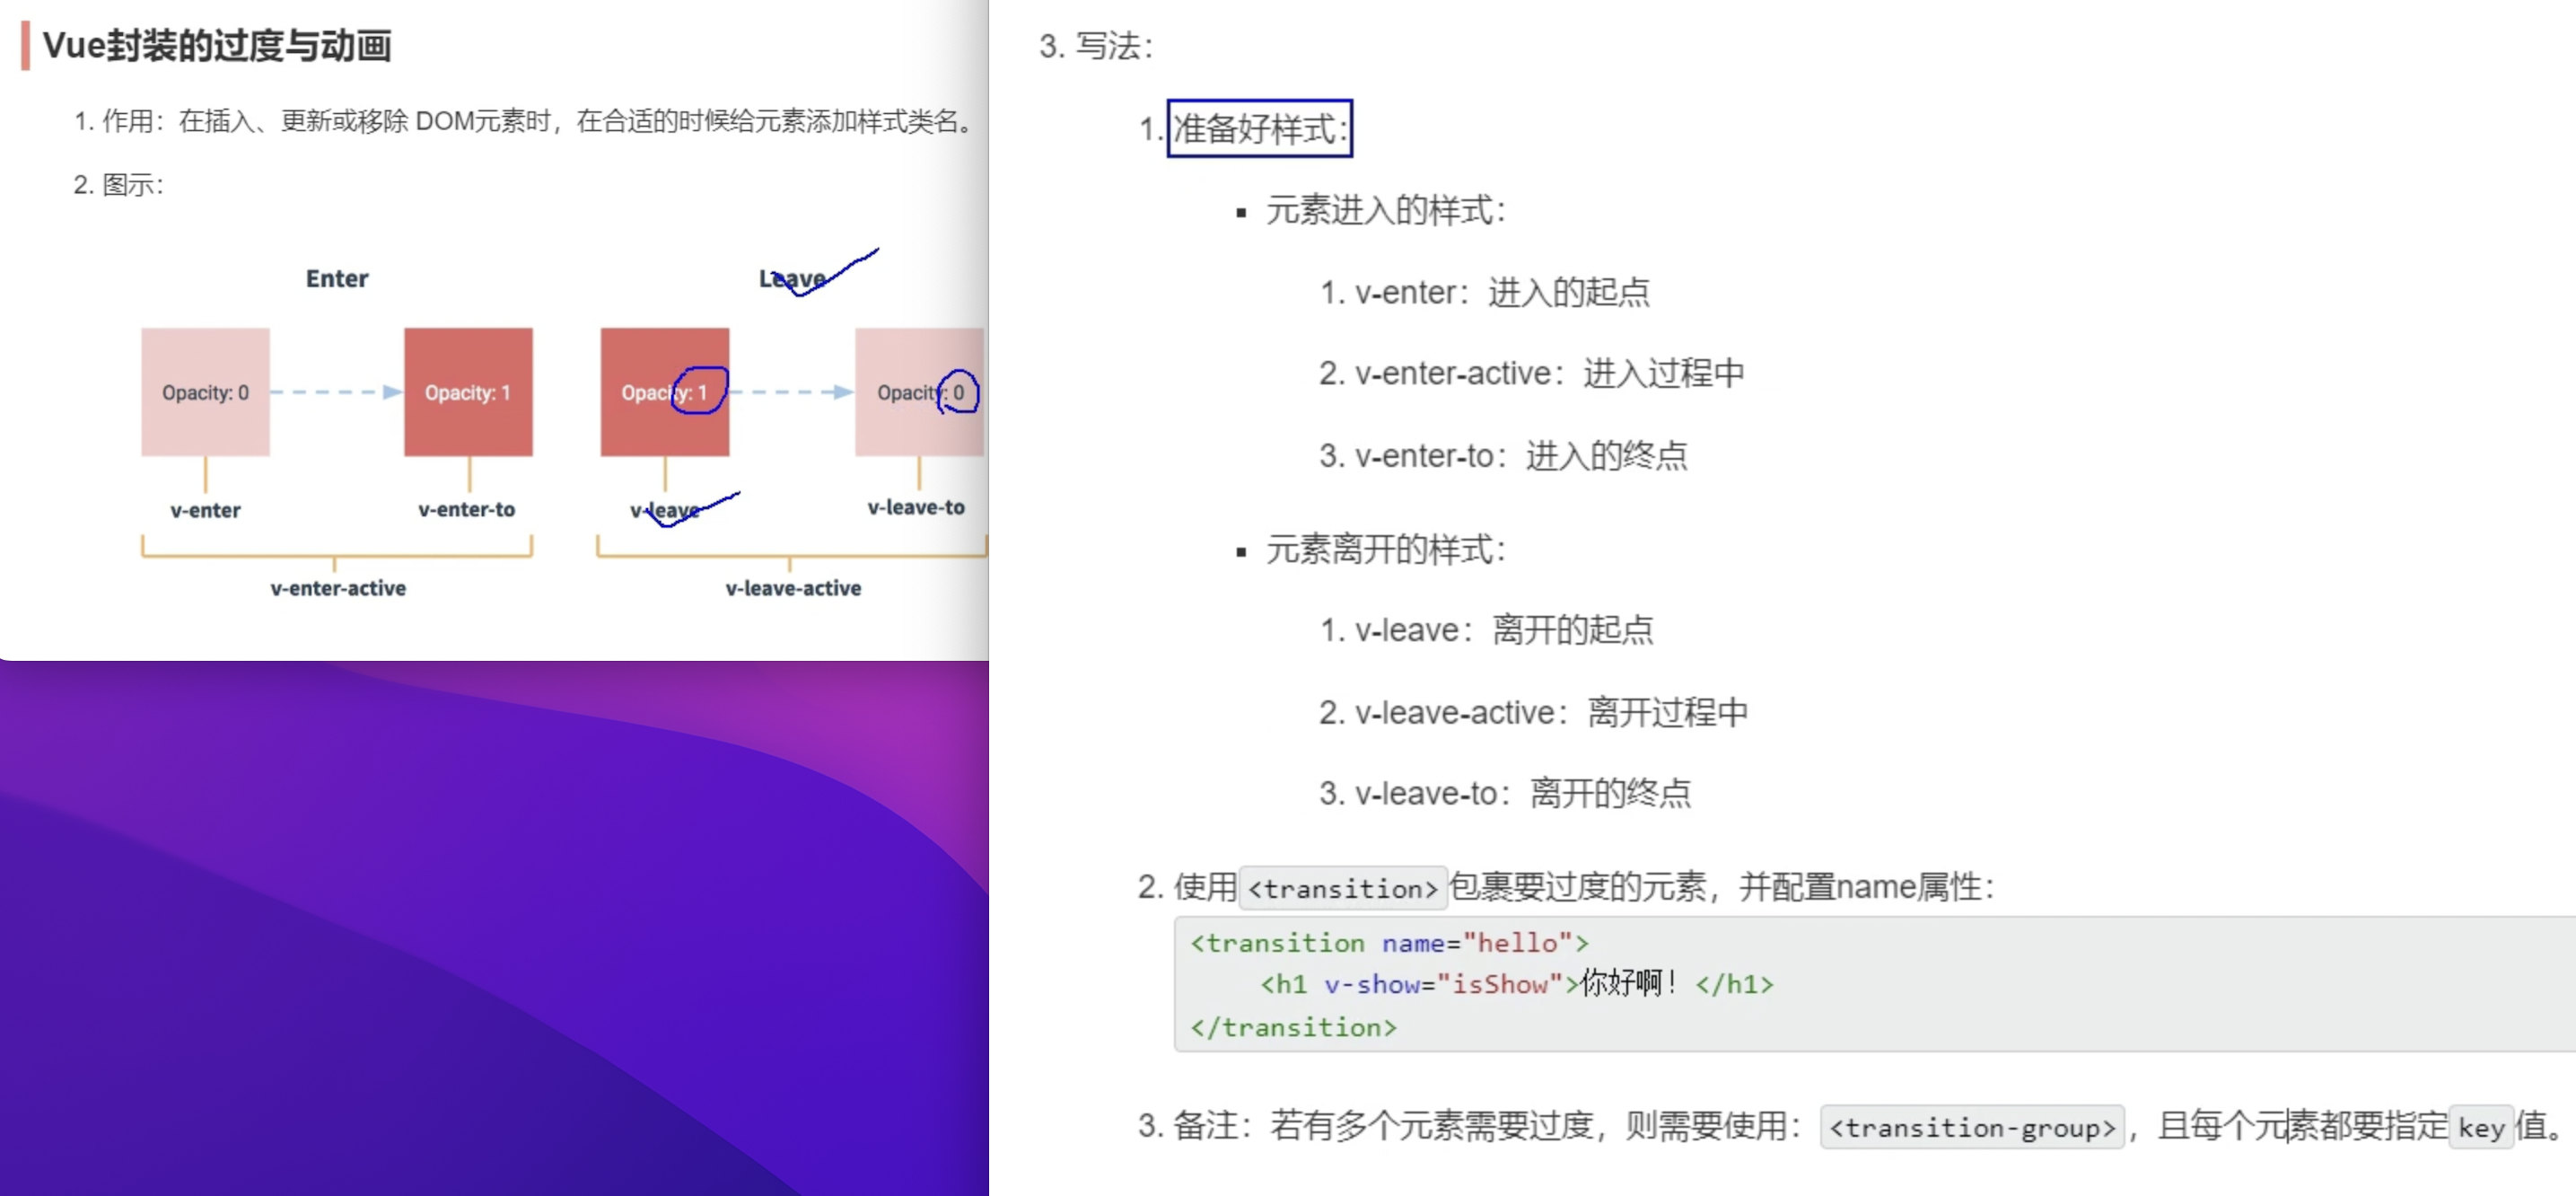 Vue封装的过度与动画
1. 作用：在插入、更新或移除 DOM元素时，在合适的时候给元素添加样式类名。
2. 图示：
Enter
Leave
Opacity: 0
Opacity: 1
Opacity: 1
Opacity: 0
v-enter
v-enter-to
v-leave
v-leave-to
v-enter-active
v-leave-active
3. 写法：
1. 准备好样式：
▪ 元素进入的样式：
1. v-enter：进入的起点
2. v-enter-active：进入过程中
3. v-enter-to：进入的终点
▪ 元素离开的样式：
1. v-leave：离开的起点
2. v-leave-active：离开过程中
3. v-leave-to：离开的终点
2. 使用<transition>包裹要过度的元素，并配置name属性：
<transition name="hello">
<h1 v-show="isShow">你好啊！</h1>
</transition>
3. 备注：若有多个元素需要过度，则需要使用：<transition-group>，且每个元素都要指定key值。